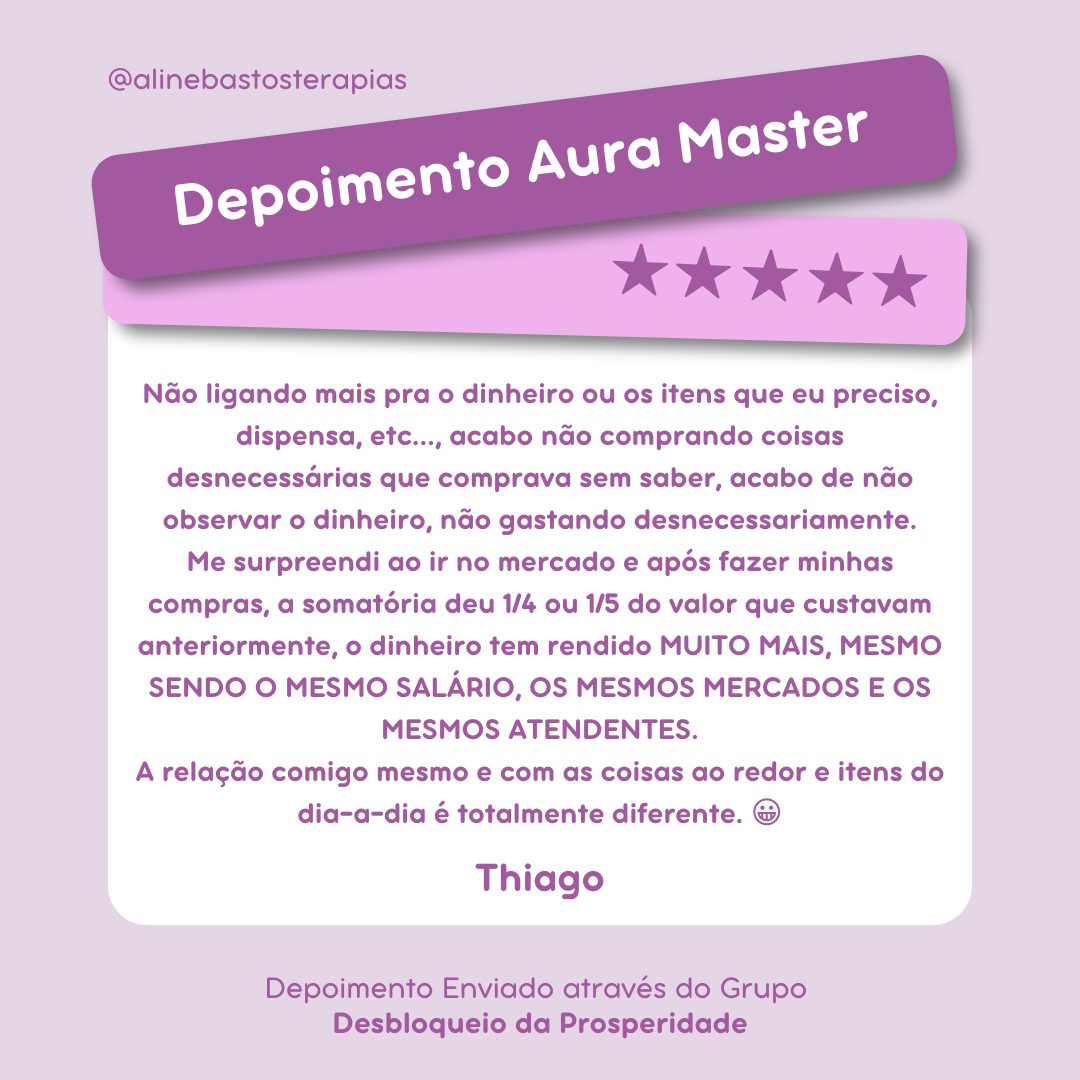 @alinebastosterapias
Depoimento Aura Master
Não ligando mais pra o dinheiro ou os itens que eu preciso,
dispensa, etc..., acabo não comprando coisas
desnecessárias que comprava sem saber, acabo de não
observar o dinheiro, não gastando desnecessariamente.
Me surpreendi ao ir no mercado e após fazer minhas
compras, a somatória deu 1/4 ou 1/5 do valor que custavam
anteriormente, o dinheiro tem rendido MUITO MAIS, MESMO
SENDO O MESMO SALÁRIO, OS MESMOS MERCADOS E OS
MESMOS ATENDENTES.
A relação comigo mesmo e com as coisas ao redor e itens do
dia-a-dia é totalmente diferente. 😀
Thiago
Depoimento Enviado através do Grupo
Desbloqueio da Prosperidade